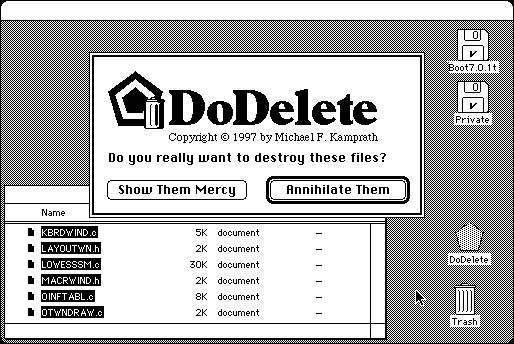 Boot7.0.1t
Private
DoDelete
Copyright © 1997 by Michael F. Kamprath
Do you really want to destroy these files?
Show Them Mercy
Annihilate Them
Name
KBRDWIND.c 5K document —
LAYOUTWN.h 2K document —
LOWESSSM.c 30K document —
MACRWIND.h 2K document —
OINFTABL.c 8K document —
OTWNDRAW.c 2K document —
DoDelete
Trash